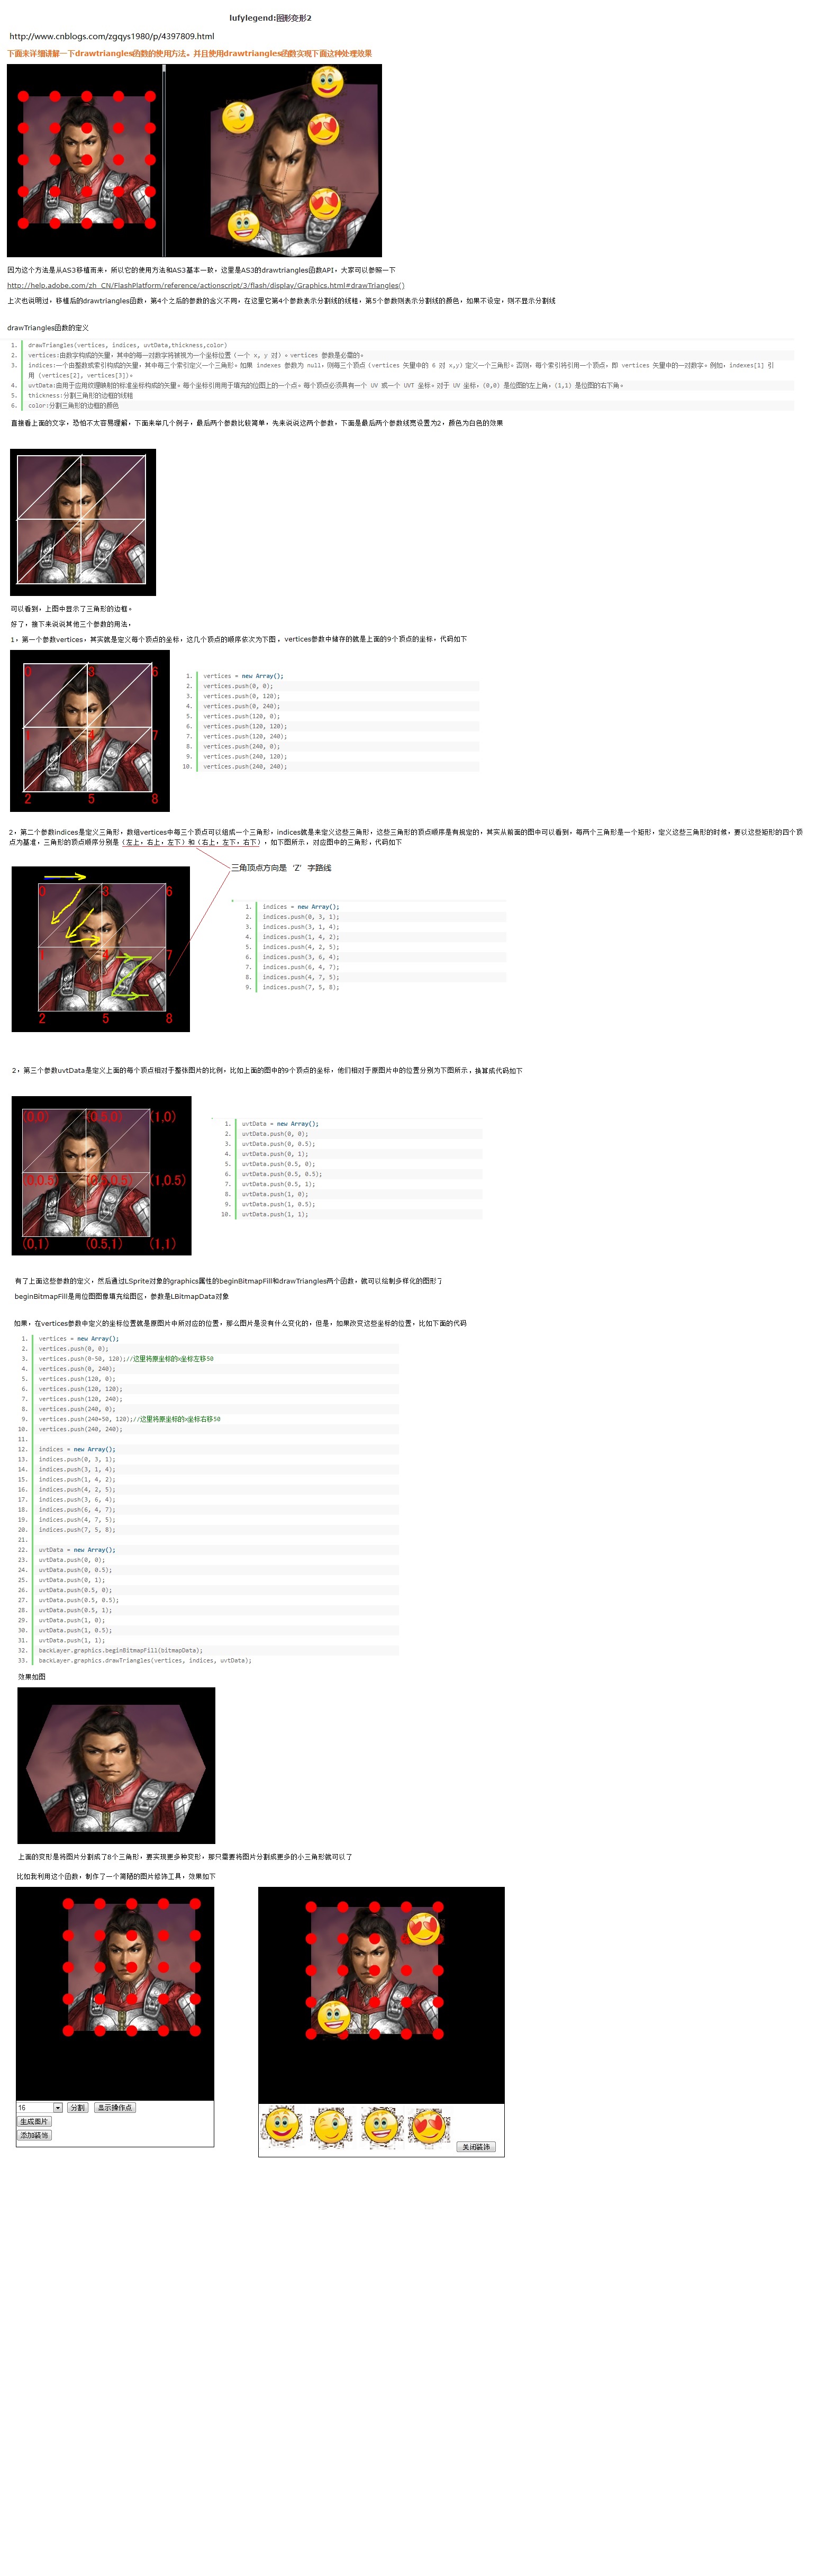 lufylegend:图形变形2
http://www.cnblogs.com/zgqys1980/p/4397809.html
下面来详细讲解一下drawtriangles函数的使用方法。并且使用drawtriangles函数实现下面这种处理效果
因为这个方法是从AS3移植而来，所以它的使用方法和AS3基本一致，这里是AS3的drawtriangles函数API，大家可以参照一下
http://help.adobe.com/zh_CN/FlashPlatform/reference/actionscript/3/flash/display/Graphics.html#drawTriangles()
上次也说明过，移植后的drawtriangles函数，第4个之后的参数的含义不同，在这里它第4个参数表示分割线的线粗，第5个参数则表示分割线的颜色，如果不设定，则不显示分割线
drawTriangles函数的定义
1. drawTriangles(vertices, indices, uvtData,thickness,color)
2. vertices:由数字构成的矢量，其中的每一对数字将被视为一个坐标位置（一个 x, y 对）。vertices 参数是必需的。
3. indices:一个由整数或索引构成的矢量，其中每三个索引定义一个三角形。如果 indexes 参数为 null，则每三个顶点（vertices 矢量中的 6 对 x,y）定义一个三角形。否则，每个索引将引用一个顶点，即 vertices 矢量中的一对数字。例如，indexes[1] 引
用 (vertices[2], vertices[3])。
4. uvtData:由用于应用纹理映射的标准坐标构成的矢量。每个坐标引用用于填充的位图上的一个点。每个顶点必须具有一个 UV 或一个 UVT 坐标。对于 UV 坐标，(0,0) 是位图的左上角，(1,1) 是位图的右下角。
5. thickness:分割三角形的边框的线粗
6. color:分割三角形的边框的颜色
直接看上面的文字，恐怕不太容易理解，下面来举几个例子，最后两个参数比较简单，先来说说这两个参数，下面是最后两个参数线宽设置为2，颜色为白色的效果
可以看到，上图中显示了三角形的边框。
好了，接下来说说其他三个参数的用法，
1，第一个参数vertices，其实就是定义每个顶点的坐标，这几个顶点的顺序依次为下图，vertices参数中储存的就是上面的9个顶点的坐标，代码如下
0 3 6
1 4 7
2 5 8
1. vertices = new Array();
2. vertices.push(0, 0);
3. vertices.push(0, 120);
4. vertices.push(0, 240);
5. vertices.push(120, 0);
6. vertices.push(120, 120);
7. vertices.push(120, 240);
8. vertices.push(240, 0);
9. vertices.push(240, 120);
10. vertices.push(240, 240);
2，第二个参数indices是定义三角形，数组vertices中每三个顶点可以组成一个三角形，indices就是来定义这些三角形，这些三角形的顶点顺序是有规定的，其实从前面的图中可以看到，每两个三角形是一个矩形，定义这些三角形的时候，要以这些矩形的四个顶
点为基准，三角形的顶点顺序分别是（左上，右上，左下）和（右上，左下，右下），如下图所示，对应图中的三角形，代码如下
三角顶点方向是 'Z' 字路线
0 3 6
1 4 7
2 5 8
1. indices = new Array();
2. indices.push(0, 3, 1);
3. indices.push(3, 1, 4);
4. indices.push(1, 4, 2);
5. indices.push(4, 2, 5);
6. indices.push(3, 6, 4);
7. indices.push(6, 4, 7);
8. indices.push(4, 7, 5);
9. indices.push(7, 5, 8);
2，第三个参数uvtData是定义上面的每个顶点相对于整张图片的比例，比如上面的图中的9个顶点的坐标，他们相对于原图片中的位置分别为下图所示，换算成代码如下
(0,0) (0.5,0) (1,0)
(0,0.5) (0.5,0.5) (1,0.5)
(0,1) (0.5,1) (1,1)
1. uvtData = new Array();
2. uvtData.push(0, 0);
3. uvtData.push(0, 0.5);
4. uvtData.push(0, 1);
5. uvtData.push(0.5, 0);
6. uvtData.push(0.5, 0.5);
7. uvtData.push(0.5, 1);
8. uvtData.push(1, 0);
9. uvtData.push(1, 0.5);
10. uvtData.push(1, 1);
有了上面这些参数的定义，然后通过LSprite对象的graphics属性的beginBitmapFill和drawTriangles两个函数，就可以绘制多样化的图形了
beginBitmapFill是用位图图像填充绘图区，参数是LBitmapData对象
如果，在vertices参数中定义的坐标位置就是原图片中所对应的位置，那么图片是没有什么变化的，但是，如果改变这些坐标的位置，比如下面的代码
1. vertices = new Array();
2. vertices.push(0, 0);
3. vertices.push(0-50, 120);//这里将原坐标的x坐标左移50
4. vertices.push(0, 240);
5. vertices.push(120, 0);
6. vertices.push(120, 120);
7. vertices.push(120, 240);
8. vertices.push(240, 0);
9. vertices.push(240+50, 120);//这里将原坐标的x坐标右移50
10. vertices.push(240, 240);
11.
12. indices = new Array();
13. indices.push(0, 3, 1);
14. indices.push(3, 1, 4);
15. indices.push(1, 4, 2);
16. indices.push(4, 2, 5);
17. indices.push(3, 6, 4);
18. indices.push(6, 4, 7);
19. indices.push(4, 7, 5);
20. indices.push(7, 5, 8);
21.
22. uvtData = new Array();
23. uvtData.push(0, 0);
24. uvtData.push(0, 0.5);
25. uvtData.push(0, 1);
26. uvtData.push(0.5, 0);
27. uvtData.push(0.5, 0.5);
28. uvtData.push(0.5, 1);
29. uvtData.push(1, 0);
30. uvtData.push(1, 0.5);
31. uvtData.push(1, 1);
32. backLayer.graphics.beginBitmapFill(bitmapData);
33. backLayer.graphics.drawTriangles(vertices, indices, uvtData);
效果如图
上面的变形是将图片分割成了8个三角形，要实现更多种变形，那只需要将图片分割成更多的小三角形就可以了
比如我利用这个函数，制作了一个简陋的图片修饰工具，效果如下
16 分割 显示操作点
生成图片
添加装饰
关闭装饰